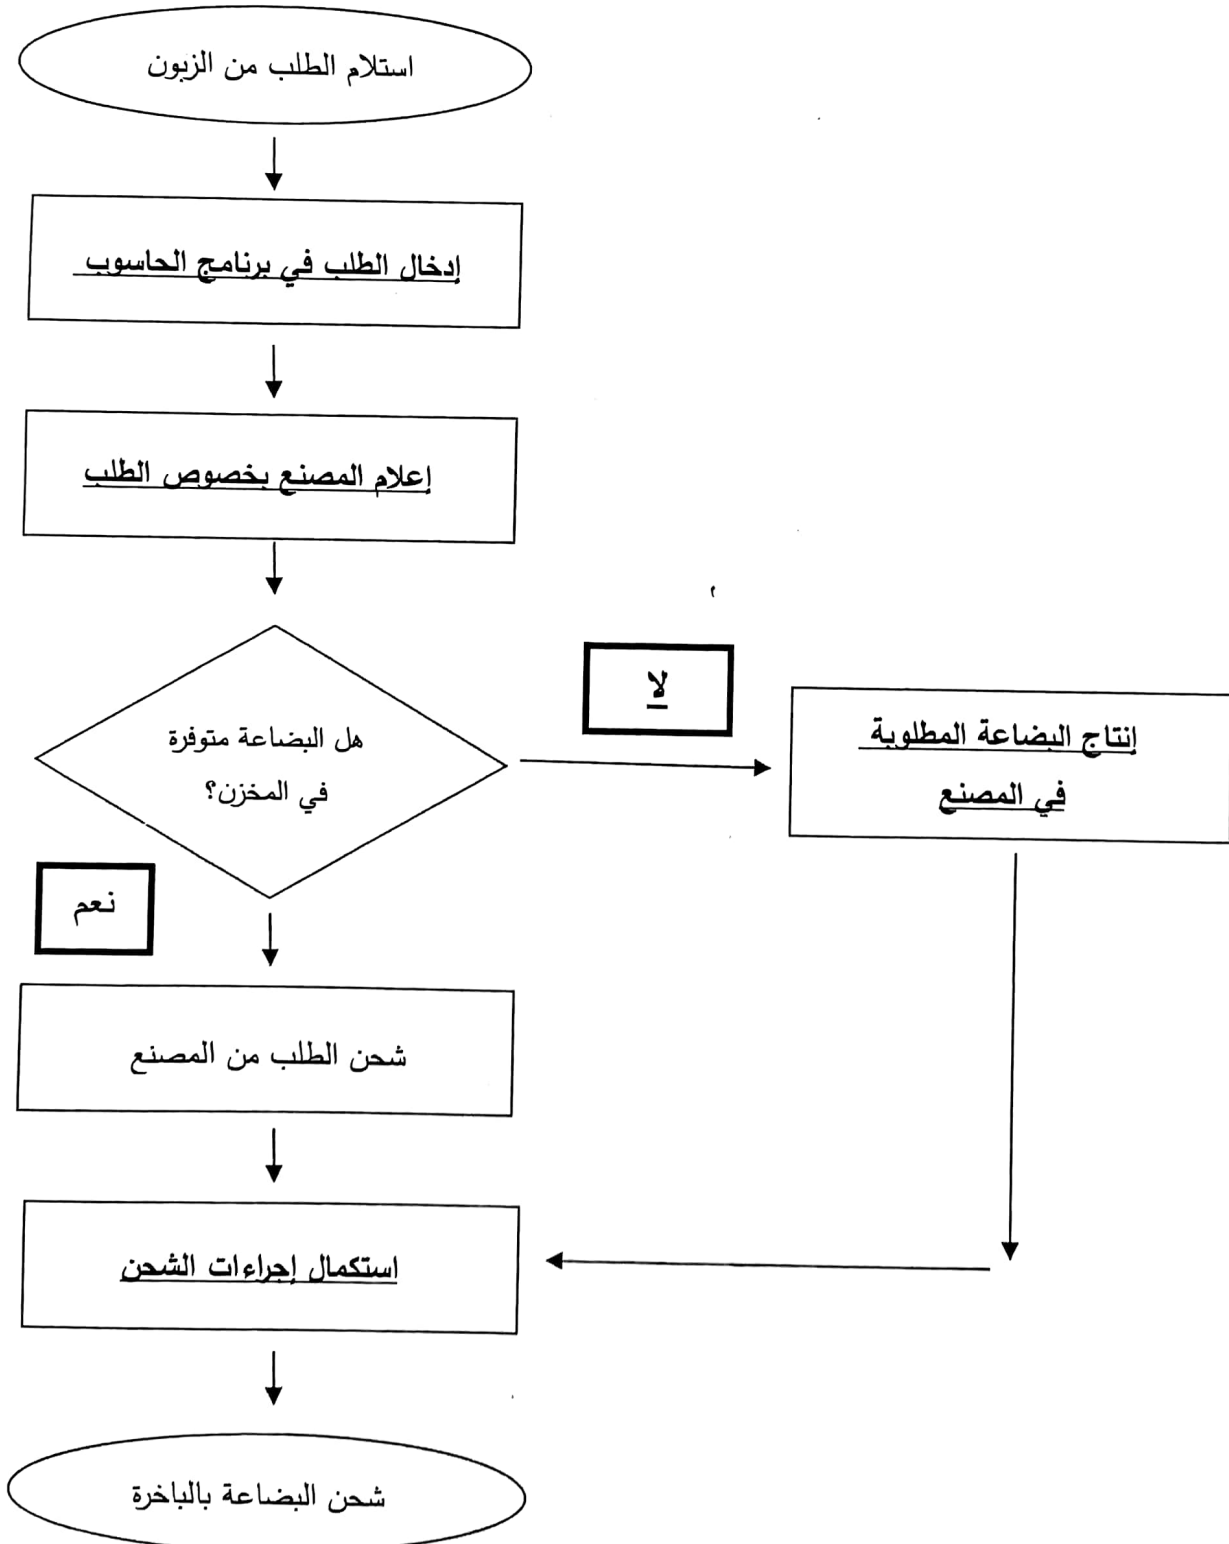 استلام الطلب من الزبون
إدخال الطلب في برنامج الحاسوب
إعلام المصنع بخصوص الطلب
هل البضاعة متوفرة
في المخزن؟
لا
إنتاج البضاعة المطلوبة
في المصنع
نعم
شحن الطلب من المصنع
استكمال إجراءات الشحن
شحن البضاعة بالباخرة